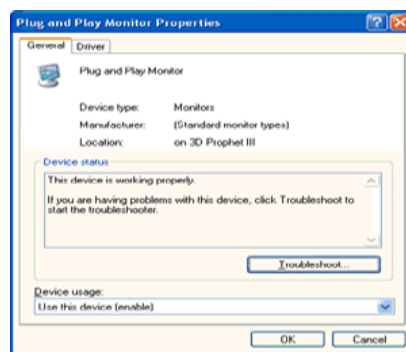 Plug and Play Monitor Properties
General Driver
Plug and Play Monitor
Device type: Monitors
Manufacturer: (Standard monitor types)
Location: on 3D Prophet III
Device status
This device is working properly.
If you are having problems with this device, click Troubleshoot to
start the troubleshooter.
Troubleshoot...
Device usage:
Use this device (enable)
OK Cancel